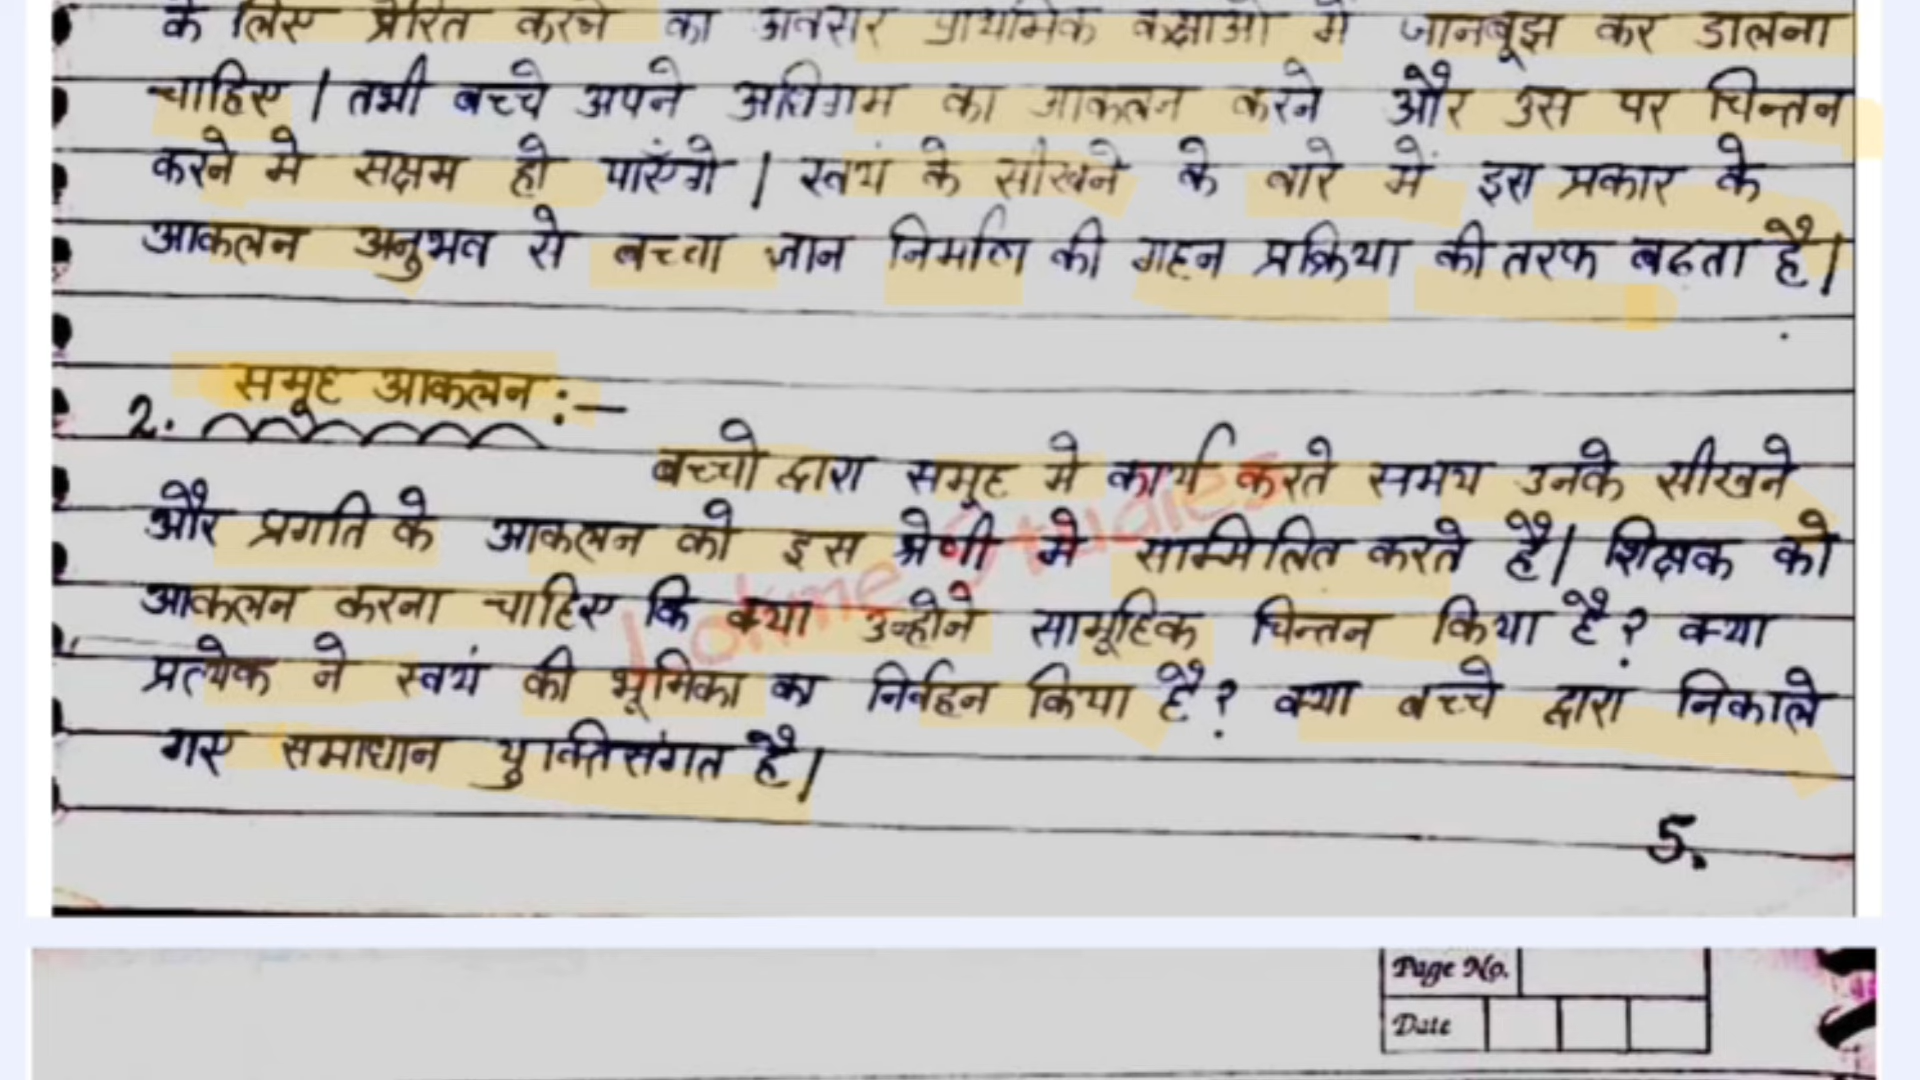 के लिए प्रेरित करने का अवसर प्राथमिक कक्षाओ मे जानबूझ कर डालना
चाहिए। तभी बच्चे अपने अधिगम का आकलन करने और उस पर चिन्तन
करने मे सक्षम हो पाएँगे। स्वयं के सीखने के बारे में इस प्रकार के
आकलन अनुभव से बच्चा ज्ञान निर्माण की गहन प्रक्रिया की तरफ बढता है।
2. समूह आकलन :-
बच्चो द्वारा समूह मे कार्य करते समय उनके सीखने
और प्रगति के आकलन को इस श्रेणी मे सम्मिलित करते है। शिक्षक को
आकलन करना चाहिए कि क्या उन्होने सामूहिक चिन्तन किया है? क्या
प्रत्येक ने स्वयं की भूमिका का निर्वहन किया है? क्या बच्चे द्वारा निकाले
गए समाधान युक्तिसंगत है।
5.
Page No.
Date